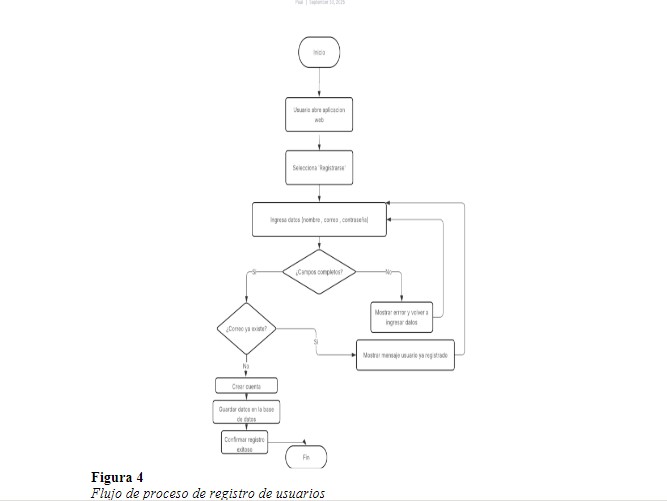 Inicio
Usuario abre aplicacion
web
Selecciona "Registrarse"
Ingresa datos (nombre , correo , contraseña)
¿Campos completos?
Si
No
Mostrar errror y volver a
ingresar datos
¿Correo ya existe?
Si
Mostrar mensaje usuario ya registrado
No
Crear cuenta
Guardar datos en la base
de datos
Confirmar registro
exitoso
Fin
Figura 4
Flujo de proceso de registro de usuarios